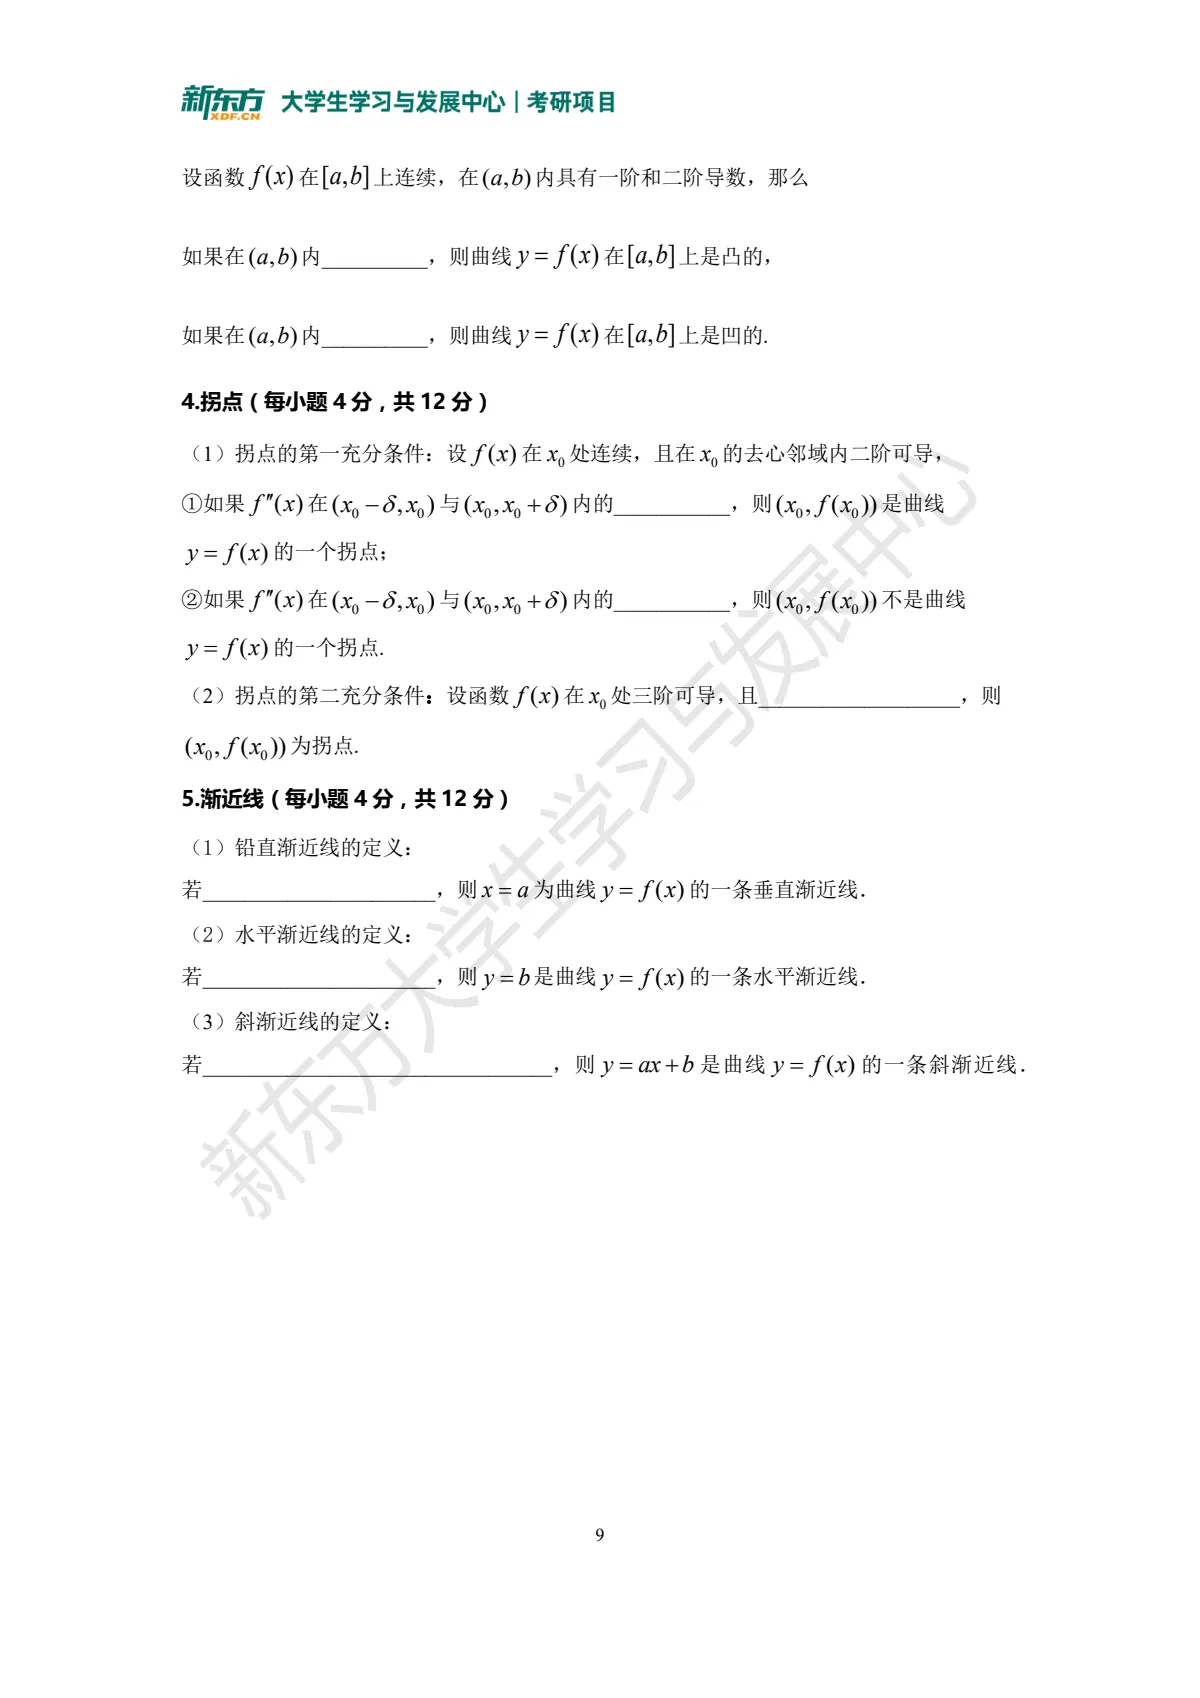 新东方 XDF.CN 大学生学习与发展中心 | 考研项目
设函数 f(x) 在[a,b]上连续，在(a,b)内具有一阶和二阶导数，那么
如果在(a,b)内__________，则曲线 y = f(x) 在[a,b]上是凸的，
如果在(a,b)内__________，则曲线 y = f(x) 在[a,b]上是凹的.
4.拐点（每小题 4 分，共 12 分）
（1）拐点的第一充分条件：设 f(x) 在 x₀ 处连续，且在 x₀ 的去心邻域内二阶可导，
①如果 f″(x) 在(x₀ − δ, x₀) 与(x₀, x₀ + δ) 内的___________，则(x₀, f(x₀)) 是曲线
y = f(x) 的一个拐点；
②如果 f″(x) 在(x₀ − δ, x₀) 与(x₀, x₀ + δ) 内的___________，则(x₀, f(x₀)) 不是曲线
y = f(x) 的一个拐点.
（2）拐点的第二充分条件：设函数 f(x) 在 x₀ 处三阶可导，且___________________，则
(x₀, f(x₀)) 为拐点.
5.渐近线（每小题 4 分，共 12 分）
（1）铅直渐近线的定义：
若______________________，则 x = a 为曲线 y = f(x) 的一条垂直渐近线．
（2）水平渐近线的定义：
若______________________，则 y = b 是曲线 y = f(x) 的一条水平渐近线．
（3）斜渐近线的定义：
若_________________________________，则 y = ax + b 是曲线 y = f(x) 的一条斜渐近线．
新东方大学生学习与发展中心
9